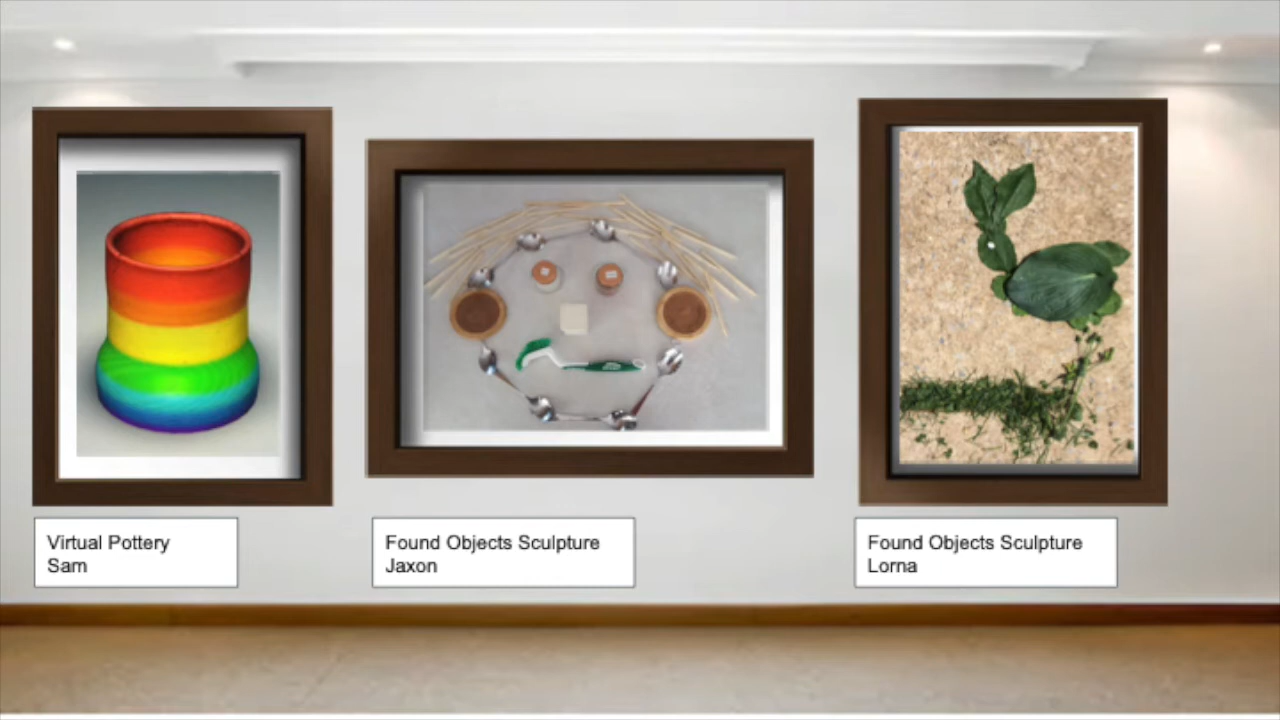 Virtual Pottery
Sam
Found Objects Sculpture
Jaxon
Found Objects Sculpture
Lorna